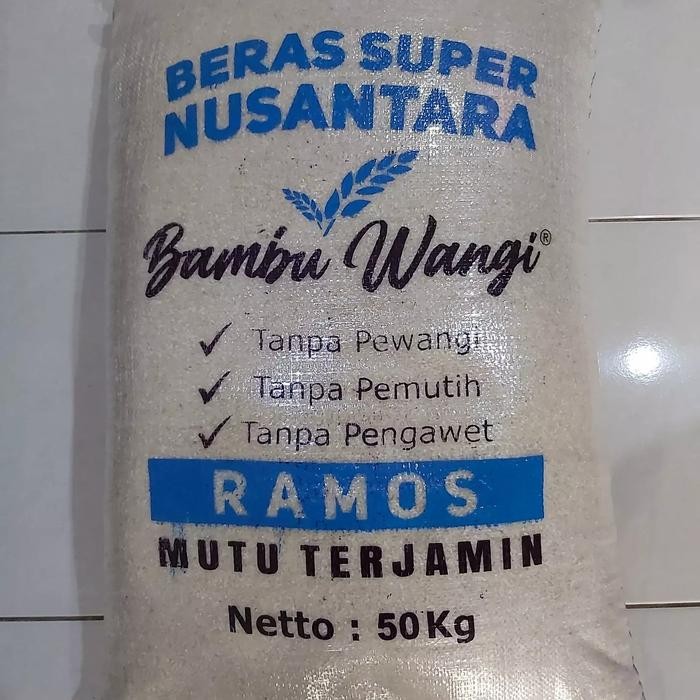 BERAS SUPER
NUSANTARA
Bambu Wangi®
✓ Tanpa Pewangi
✓ Tanpa Pemutih
✓ Tanpa Pengawet
RAMOS
MUTU TERJAMIN
Netto : 50Kg